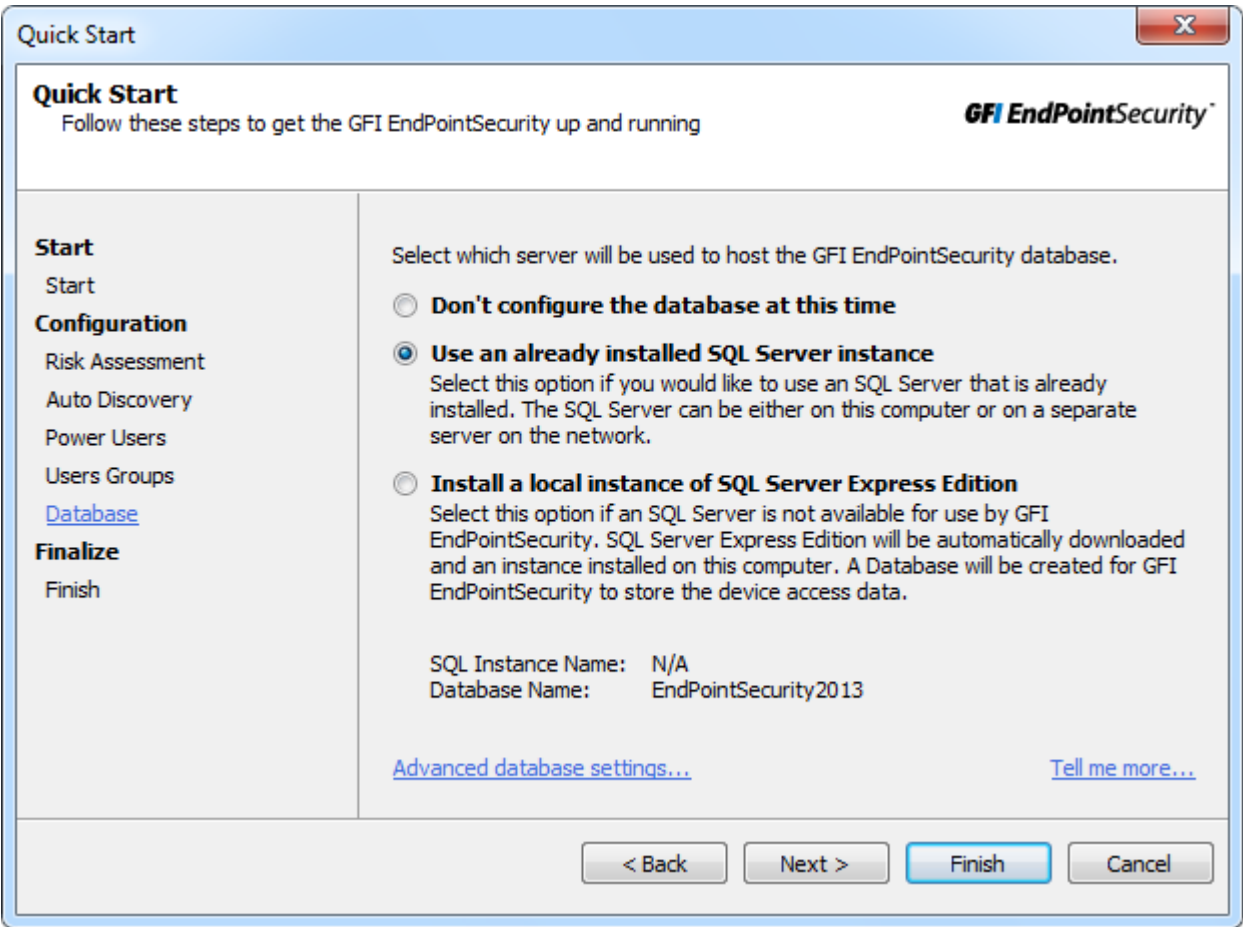 Quick Start
Quick Start
Follow these steps to get the GFI EndPointSecurity up and running
GFI EndPointSecurity
Start
Start
Configuration
Risk Assessment
Auto Discovery
Power Users
Users Groups
Database
Finalize
Finish
Select which server will be used to host the GFI EndPointSecurity database.
Don't configure the database at this time
Use an already installed SQL Server instance
Select this option if you would like to use an SQL Server that is already
installed. The SQL Server can be either on this computer or on a separate
server on the network.
Install a local instance of SQL Server Express Edition
Select this option if an SQL Server is not available for use by GFI
EndPointSecurity. SQL Server Express Edition will be automatically downloaded
and an instance installed on this computer. A Database will be created for GFI
EndPointSecurity to store the device access data.
SQL Instance Name: N/A
Database Name: EndPointSecurity2013
Advanced database settings... Tell me more...
< Back Next > Finish Cancel